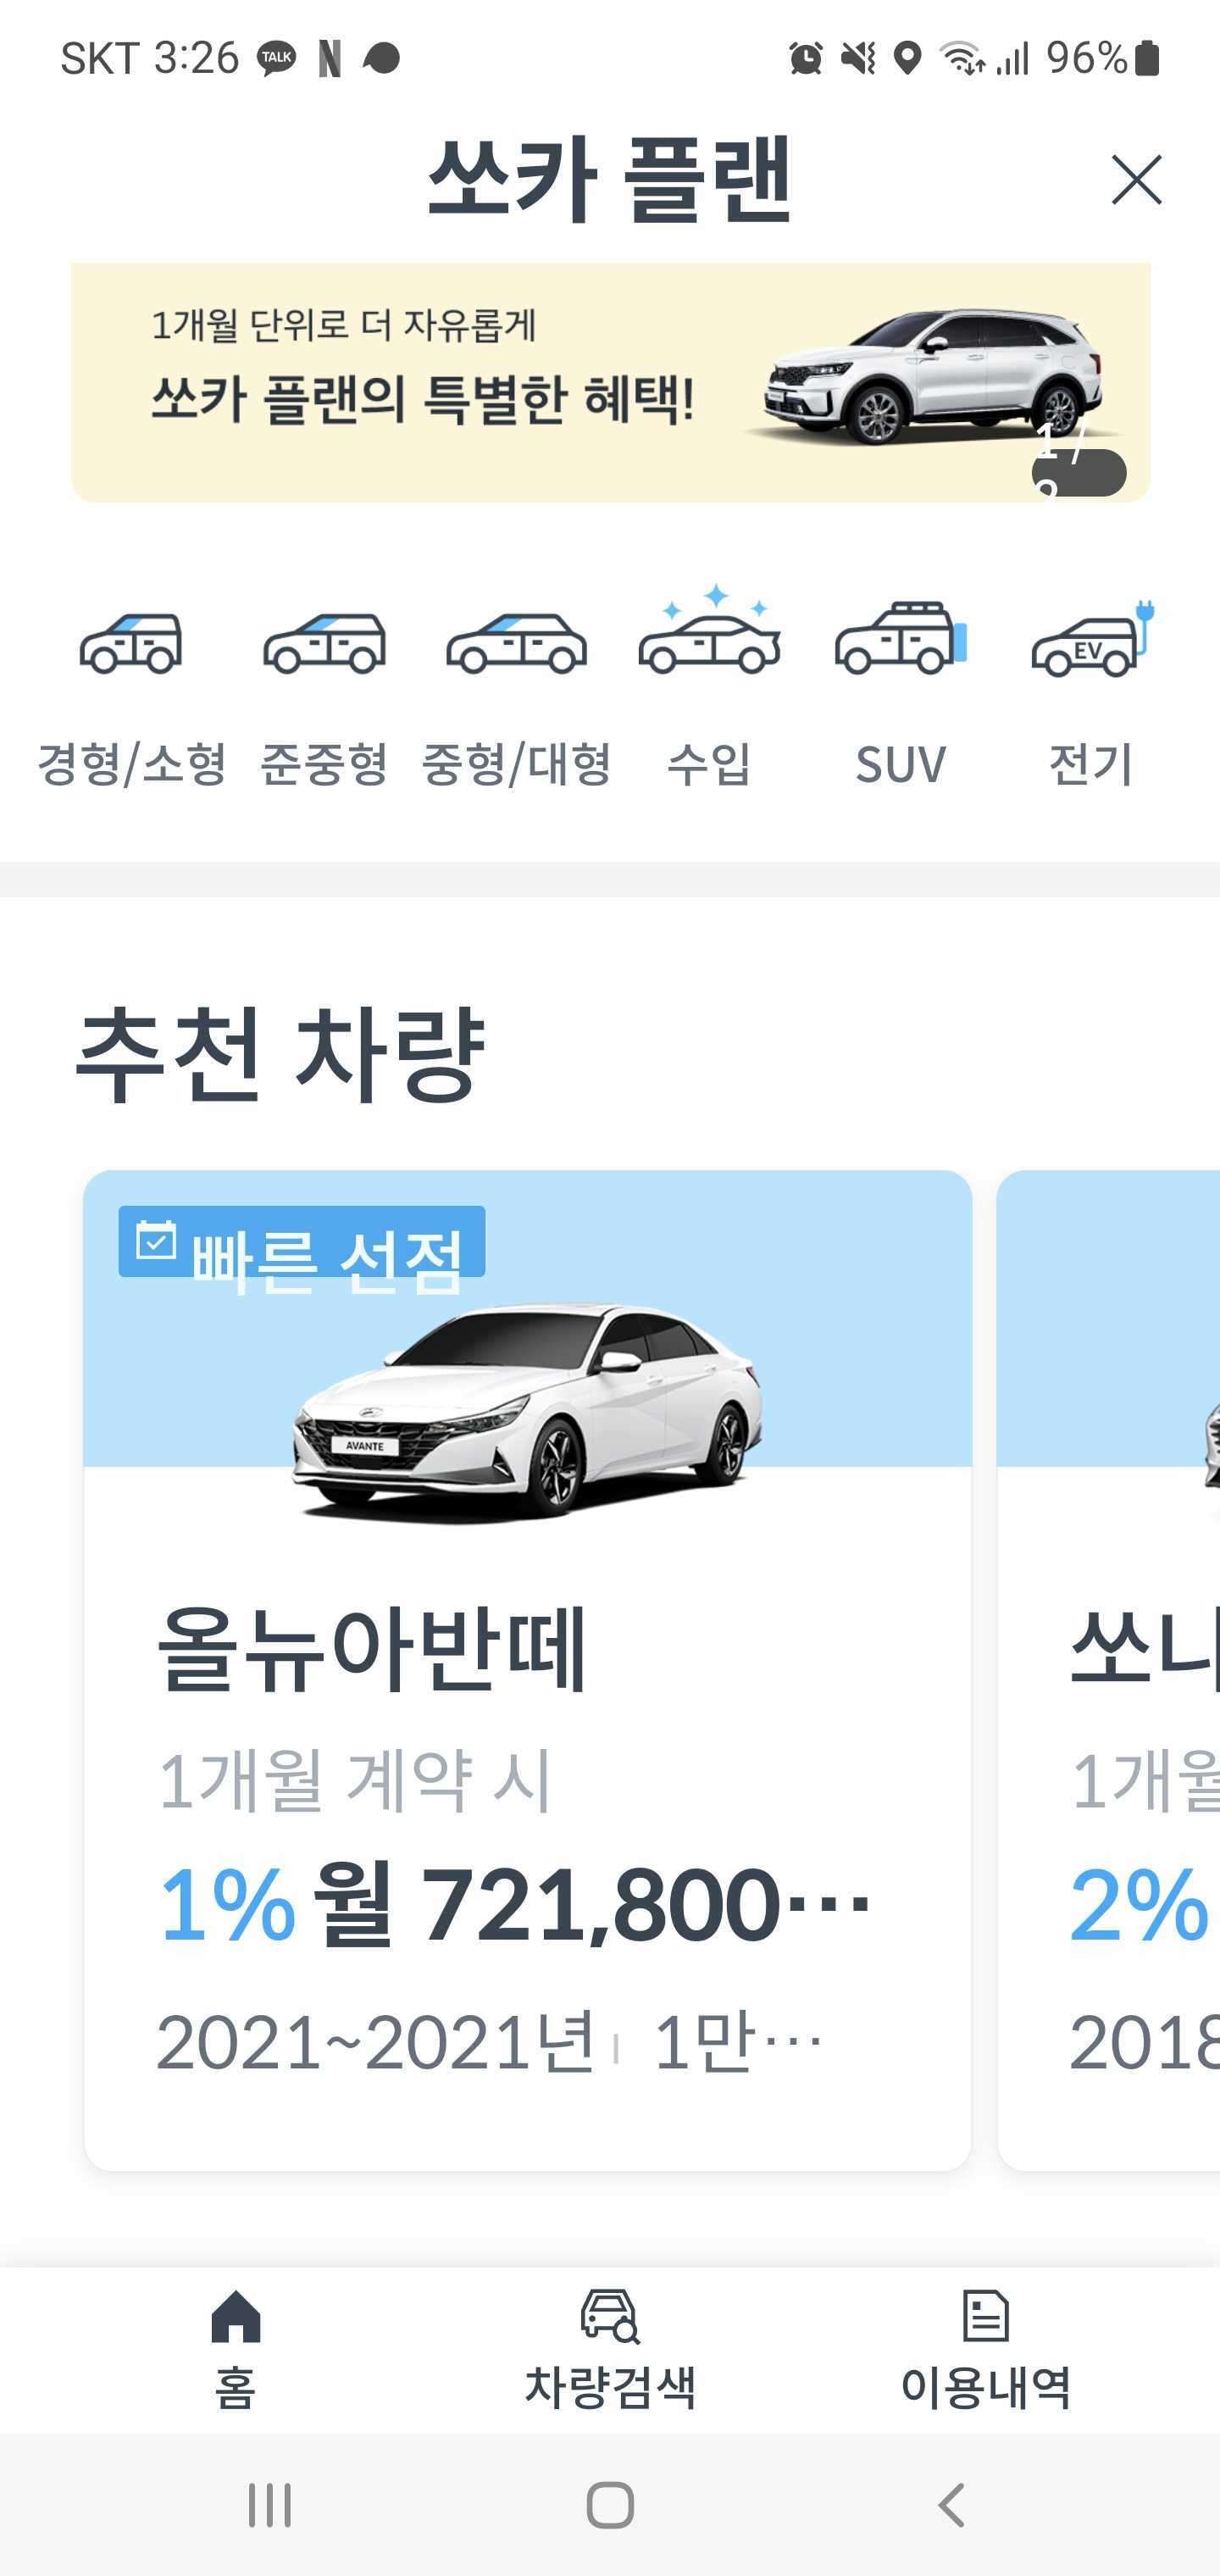 SKT 3:26 TALK N 96%
쏘카 플랜
1개월 단위로 더 자유롭게
쏘카 플랜의 특별한 혜택!
1 /
2
EV
경형/소형 준중형 중형/대형 수입 SUV 전기
추천 차량
빠른 선점
AVANTE
올뉴아반떼
1개월 계약 시
1% 월 721,800…
2021~2021년 | 1만…
쏘나
1개월
2%
2018
홈 차량검색 이용내역